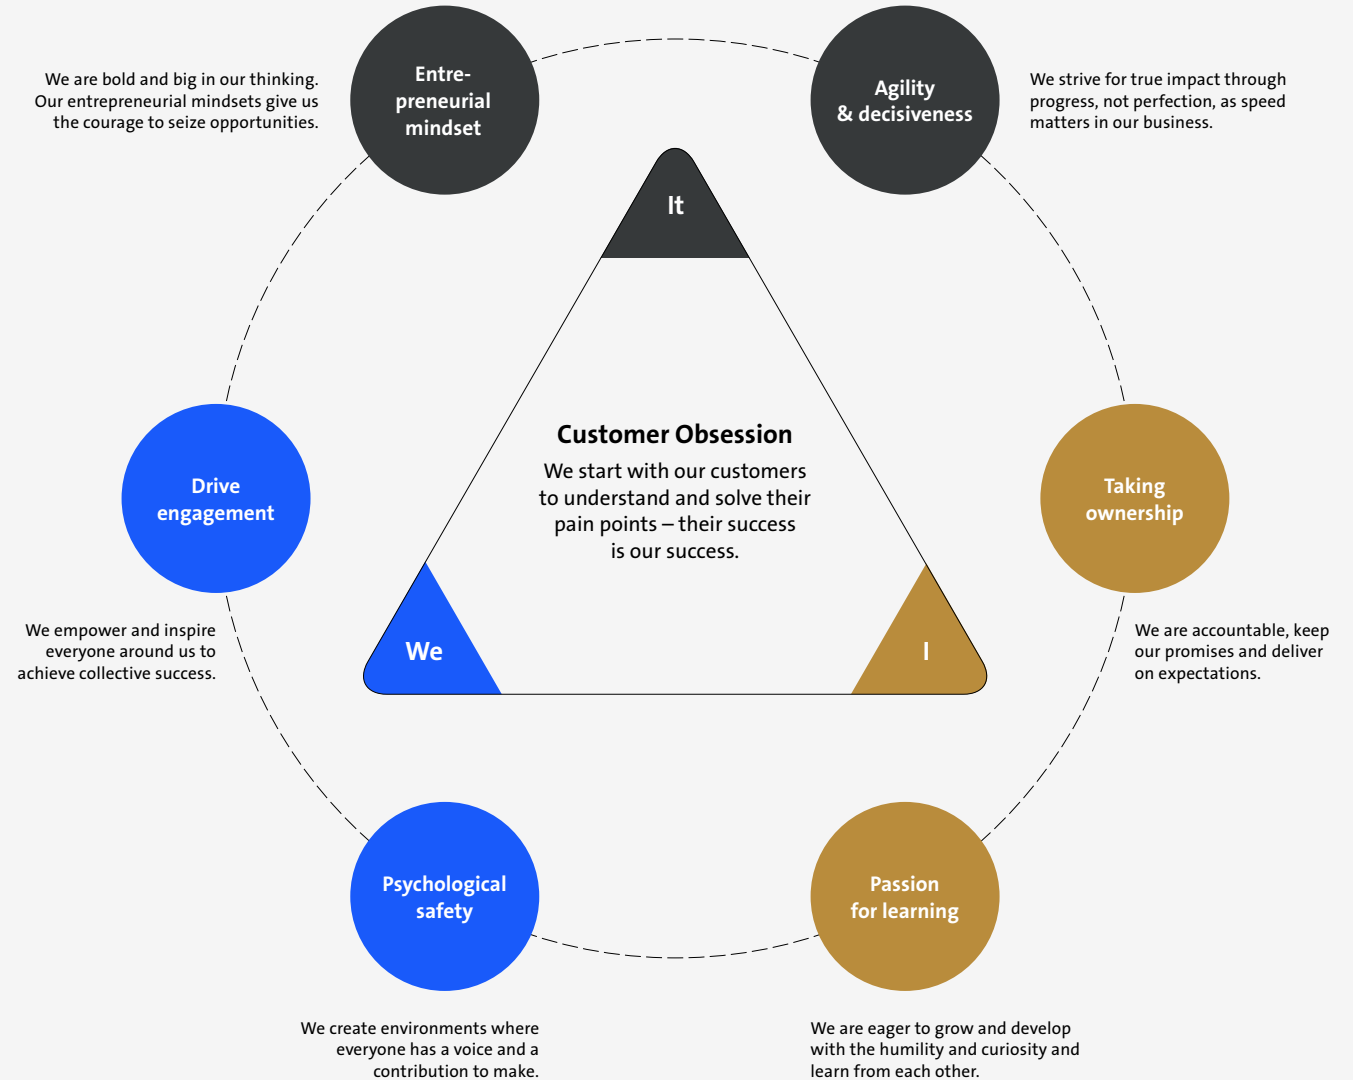 We are bold and big in our thinking.
Our entrepreneurial mindsets give us
the courage to seize opportunities.
Entre-
preneurial
mindset
Agility
& decisiveness
We strive for true impact through
progress, not perfection, as speed
matters in our business.
It
Customer Obsession
We start with our customers
to understand and solve their
pain points – their success
is our success.
Drive
engagement
Taking
ownership
We empower and inspire
everyone around us to
achieve collective success.
We
I
We are accountable, keep
our promises and deliver
on expectations.
Psychological
safety
Passion
for learning
We create environments where
everyone has a voice and a
contribution to make.
We are eager to grow and develop
with the humility and curiosity and
learn from each other.